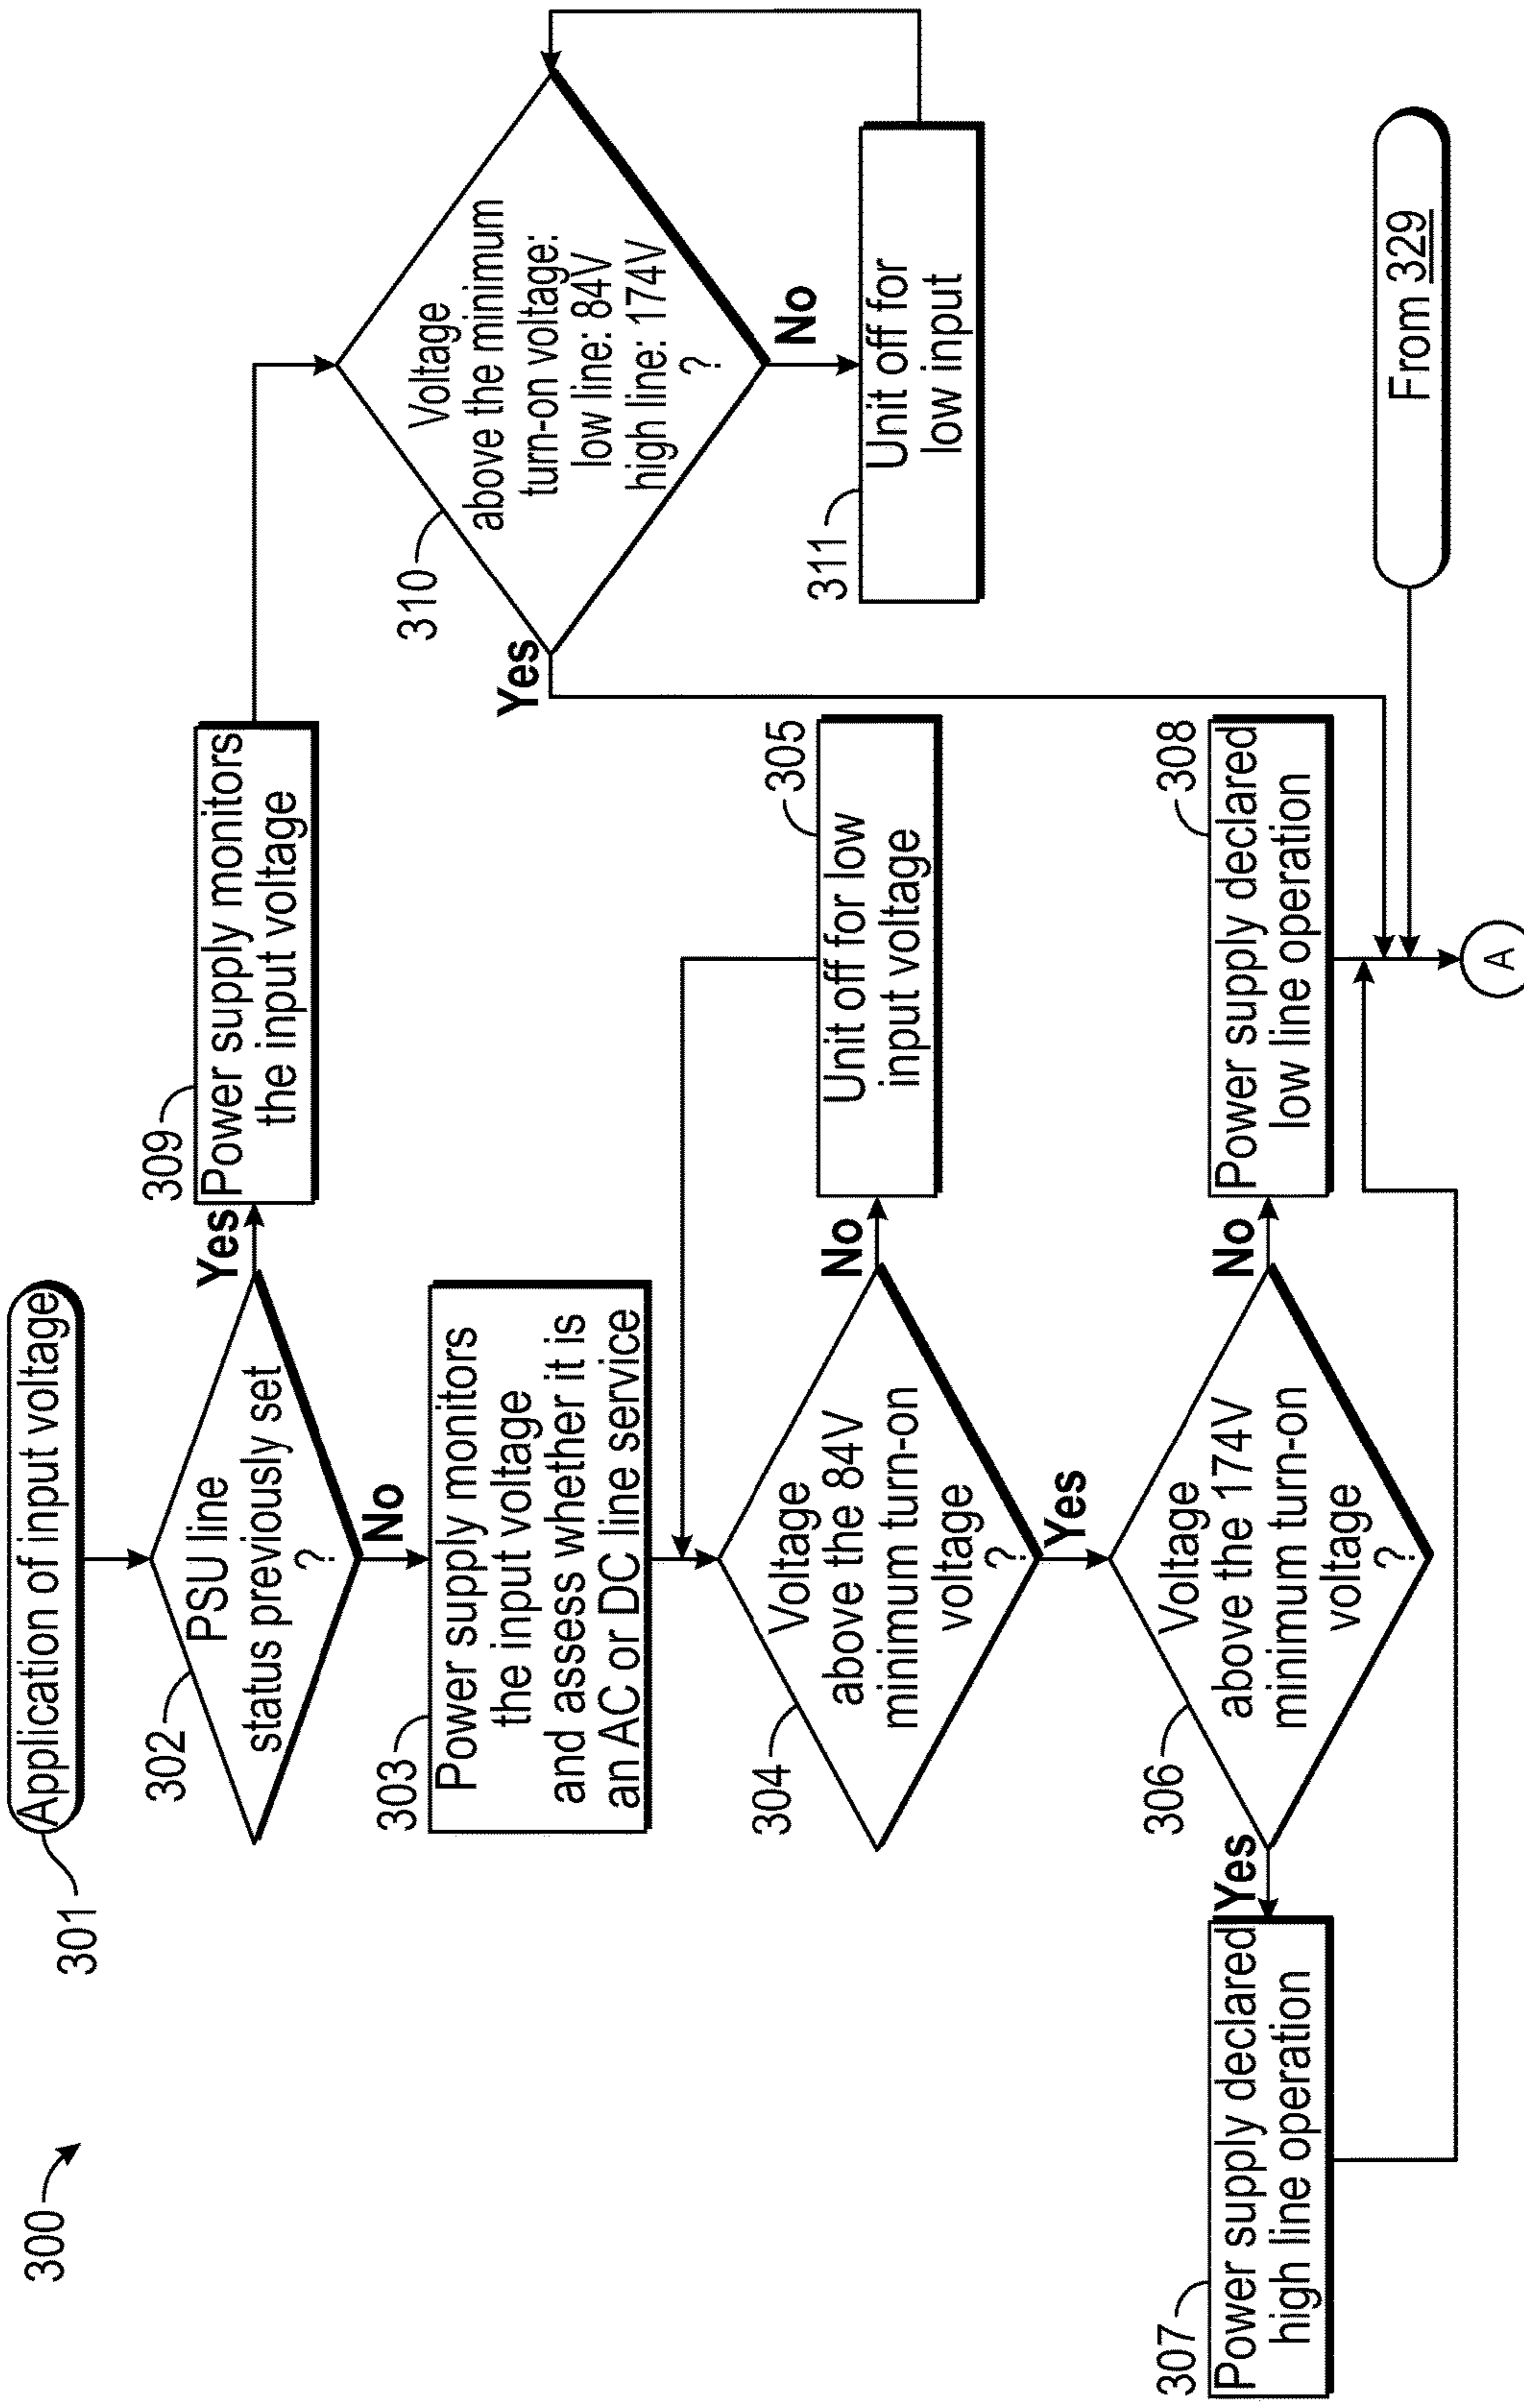 300
301
Application of input voltage
302
PSU line
status previously set
?
Yes
No
309
Power supply monitors
the input voltage
303
Power supply monitors
the input voltage
and assess whether it is
an AC or DC line service
310
Voltage
above the minimum
turn-on voltage:
low line: 84V
high line: 174V
?
Yes
No
311
Unit off for
low input
304
Voltage
above the 84V
minimum turn-on
voltage
?
No
Yes
305
Unit off for low
input voltage
306
Voltage
above the 174V
minimum turn-on
voltage
?
Yes
No
307
Power supply declared
high line operation
308
Power supply declared
low line operation
From 329
A